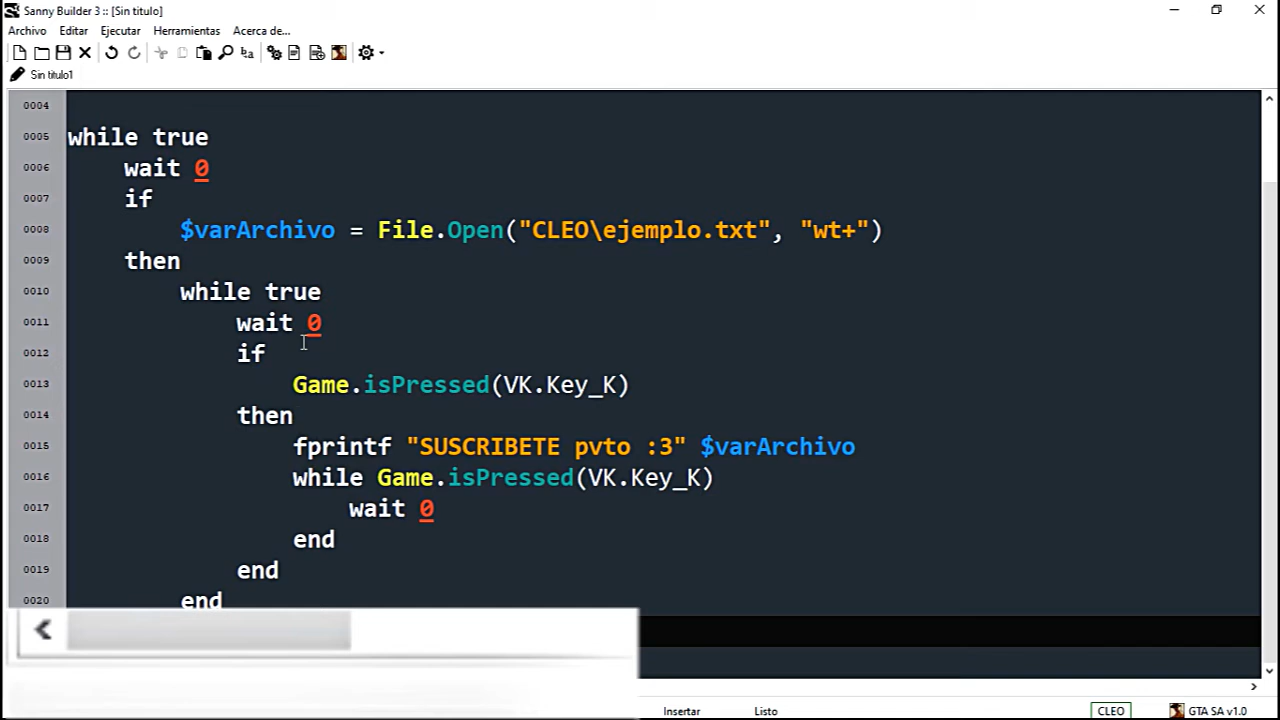 Sanny Builder 3 :: [Sin titulo]
Archivo Editar Ejecutar Herramientas Acerca de...
Sin titulo1
0004
0005 while true
0006 wait 0
0007 if
0008 $varArchivo = File.Open("CLEO\ejemplo.txt", "wt+")
0009 then
0010 while true
0011 wait 0
0012 if
0013 Game.isPressed(VK.Key_K)
0014 then
0015 fprintf "SUSCRIBETE pvto :3" $varArchivo
0016 while Game.isPressed(VK.Key_K)
0017 wait 0
0018 end
0019 end
0020 end
Insertar Listo CLEO GTA SA v1.0